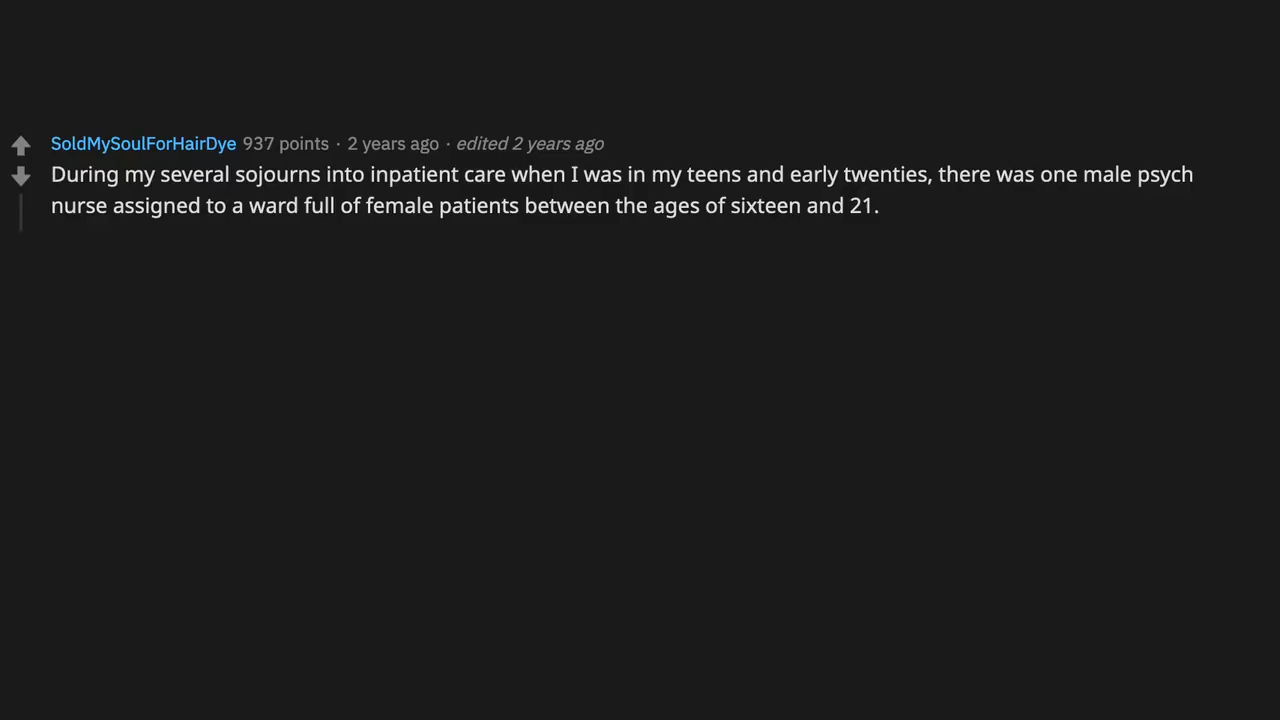 SoldMySoulForHairDye 937 points · 2 years ago · edited 2 years ago
During my several sojourns into inpatient care when I was in my teens and early twenties, there was one male psych
nurse assigned to a ward full of female patients between the ages of sixteen and 21.